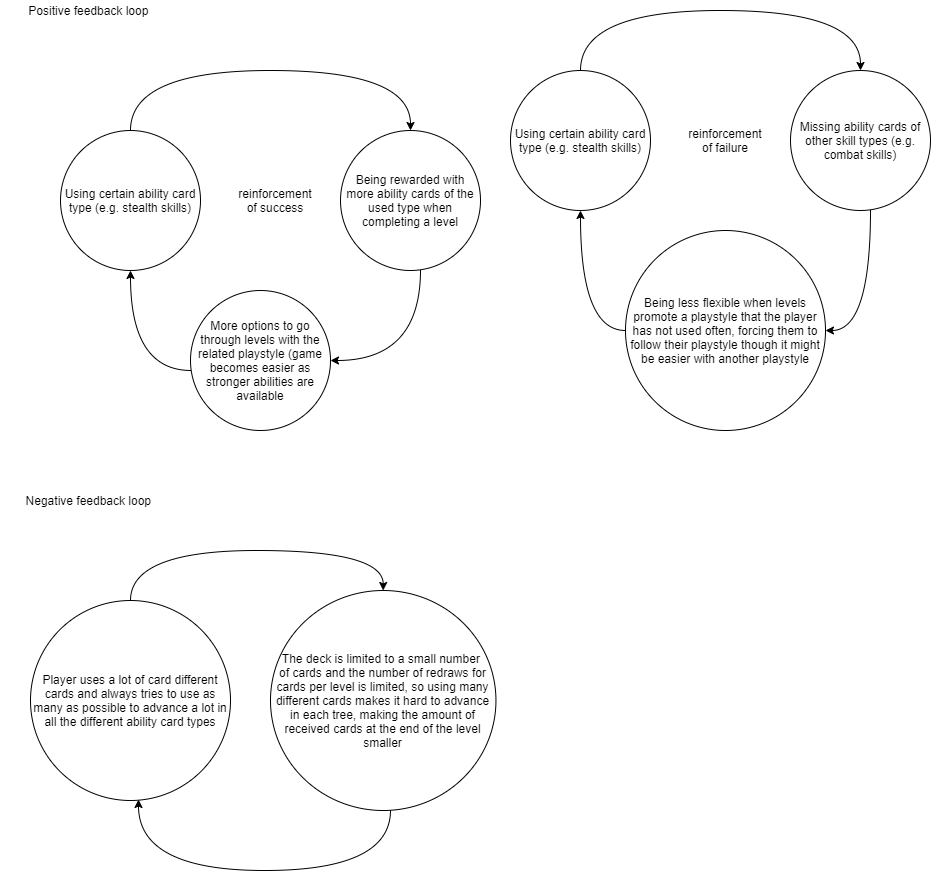 Positive feedback loop
Using certain ability card
type (e.g. stealth skills)
reinforcement
of success
Being rewarded with
more ability cards of the
used type when
completing a level
More options to go
through levels with the
related playstyle (game
becomes easier as
stronger abilities are
available
Using certain ability card
type (e.g. stealth skills)
reinforcement
of failure
Missing ability cards of
other skill types (e.g.
combat skills)
Being less flexible when levels
promote a playstyle that the player
has not used often, forcing them to
follow their playstyle though it might
be easier with another playstyle
Negative feedback loop
Player uses a lot of card different
cards and always tries to use as
many as possible to advance a lot in
all the different ability card types
The deck is limited to a small number
of cards and the number of redraws for
cards per level is limited, so using many
different cards makes it hard to advance
in each tree, making the amount of
received cards at the end of the level
smaller